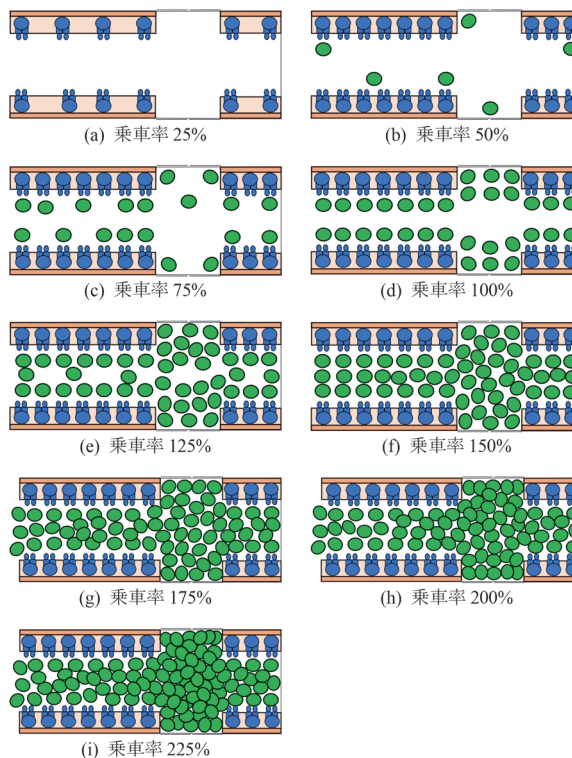 (a) 乗車率 25%
(b) 乗車率 50%
(c) 乗車率 75%
(d) 乗車率 100%
(e) 乗車率 125%
(f) 乗車率 150%
(g) 乗車率 175%
(h) 乗車率 200%
(i) 乗車率 225%